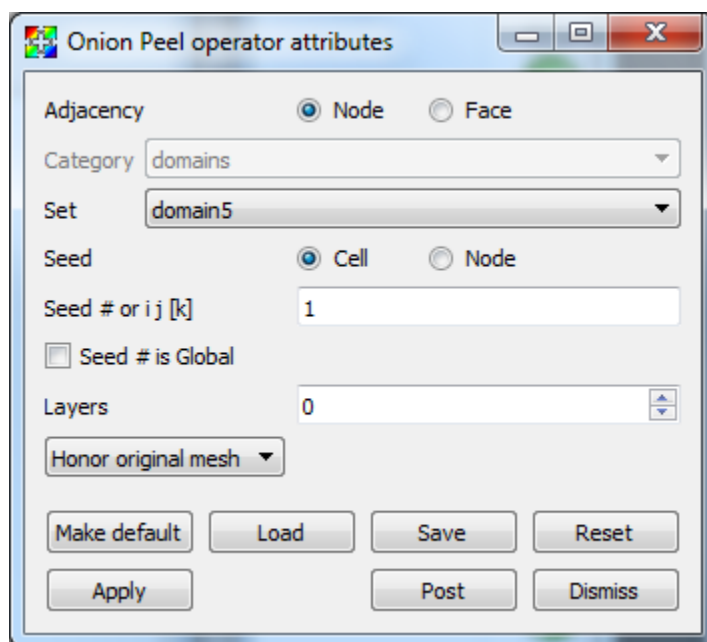 Onion Peel operator attributes
Adjacency Node Face
Category domains
Set domain5
Seed Cell Node
Seed # or i j [k] 1
Seed # is Global
Layers 0
Honor original mesh
Make default Load Save Reset
Apply Post Dismiss